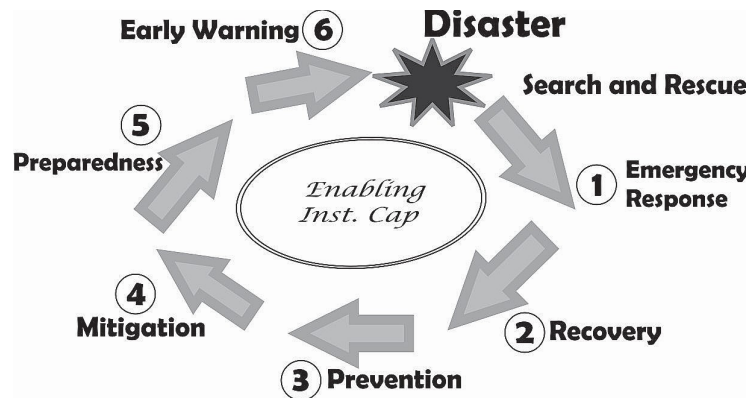 Disaster
Search and Rescue
1 Emergency
Response
2 Recovery
3 Prevention
4
Mitigation
5
Preparedness
Early Warning 6
Enabling
Inst. Cap